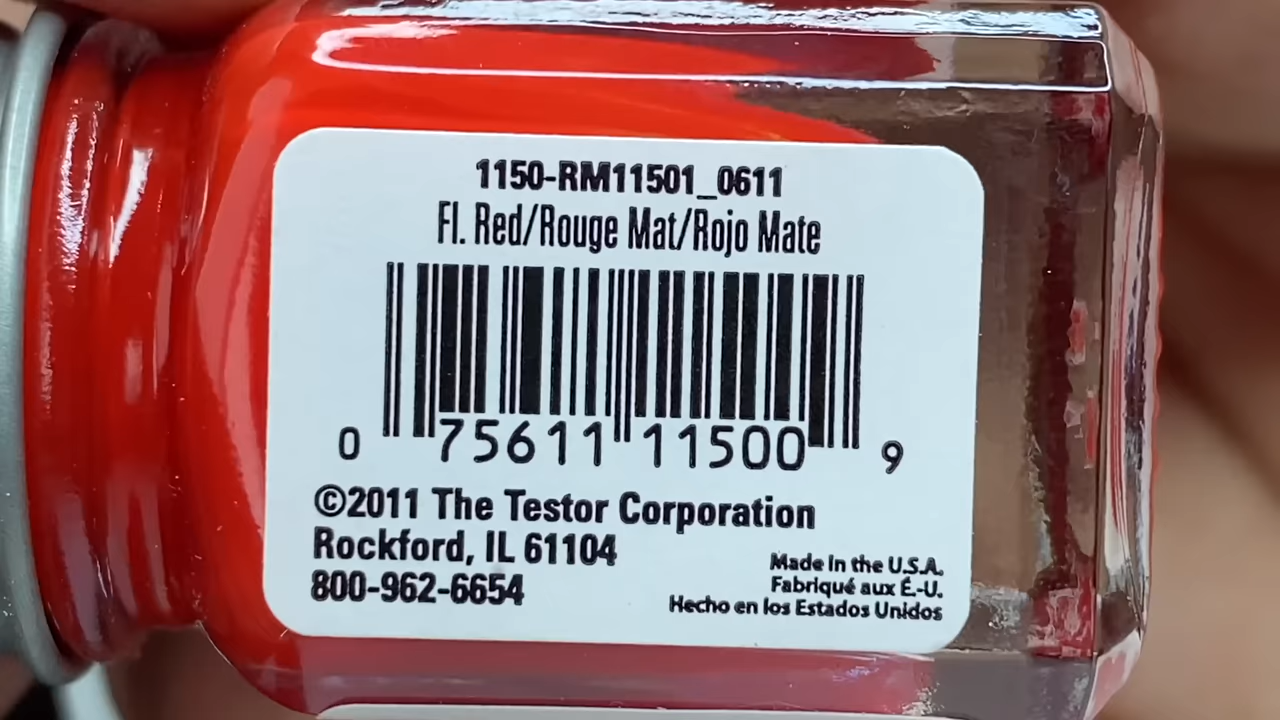 1150-RM11501_0611
Fl. Red/Rouge Mat/Rojo Mate
0 75611 11500 9
©2011 The Testor Corporation
Rockford, IL 61104
800-962-6654
Made in the U.S.A.
Fabriqué aux É.-U.
Hecho en los Estados Unidos